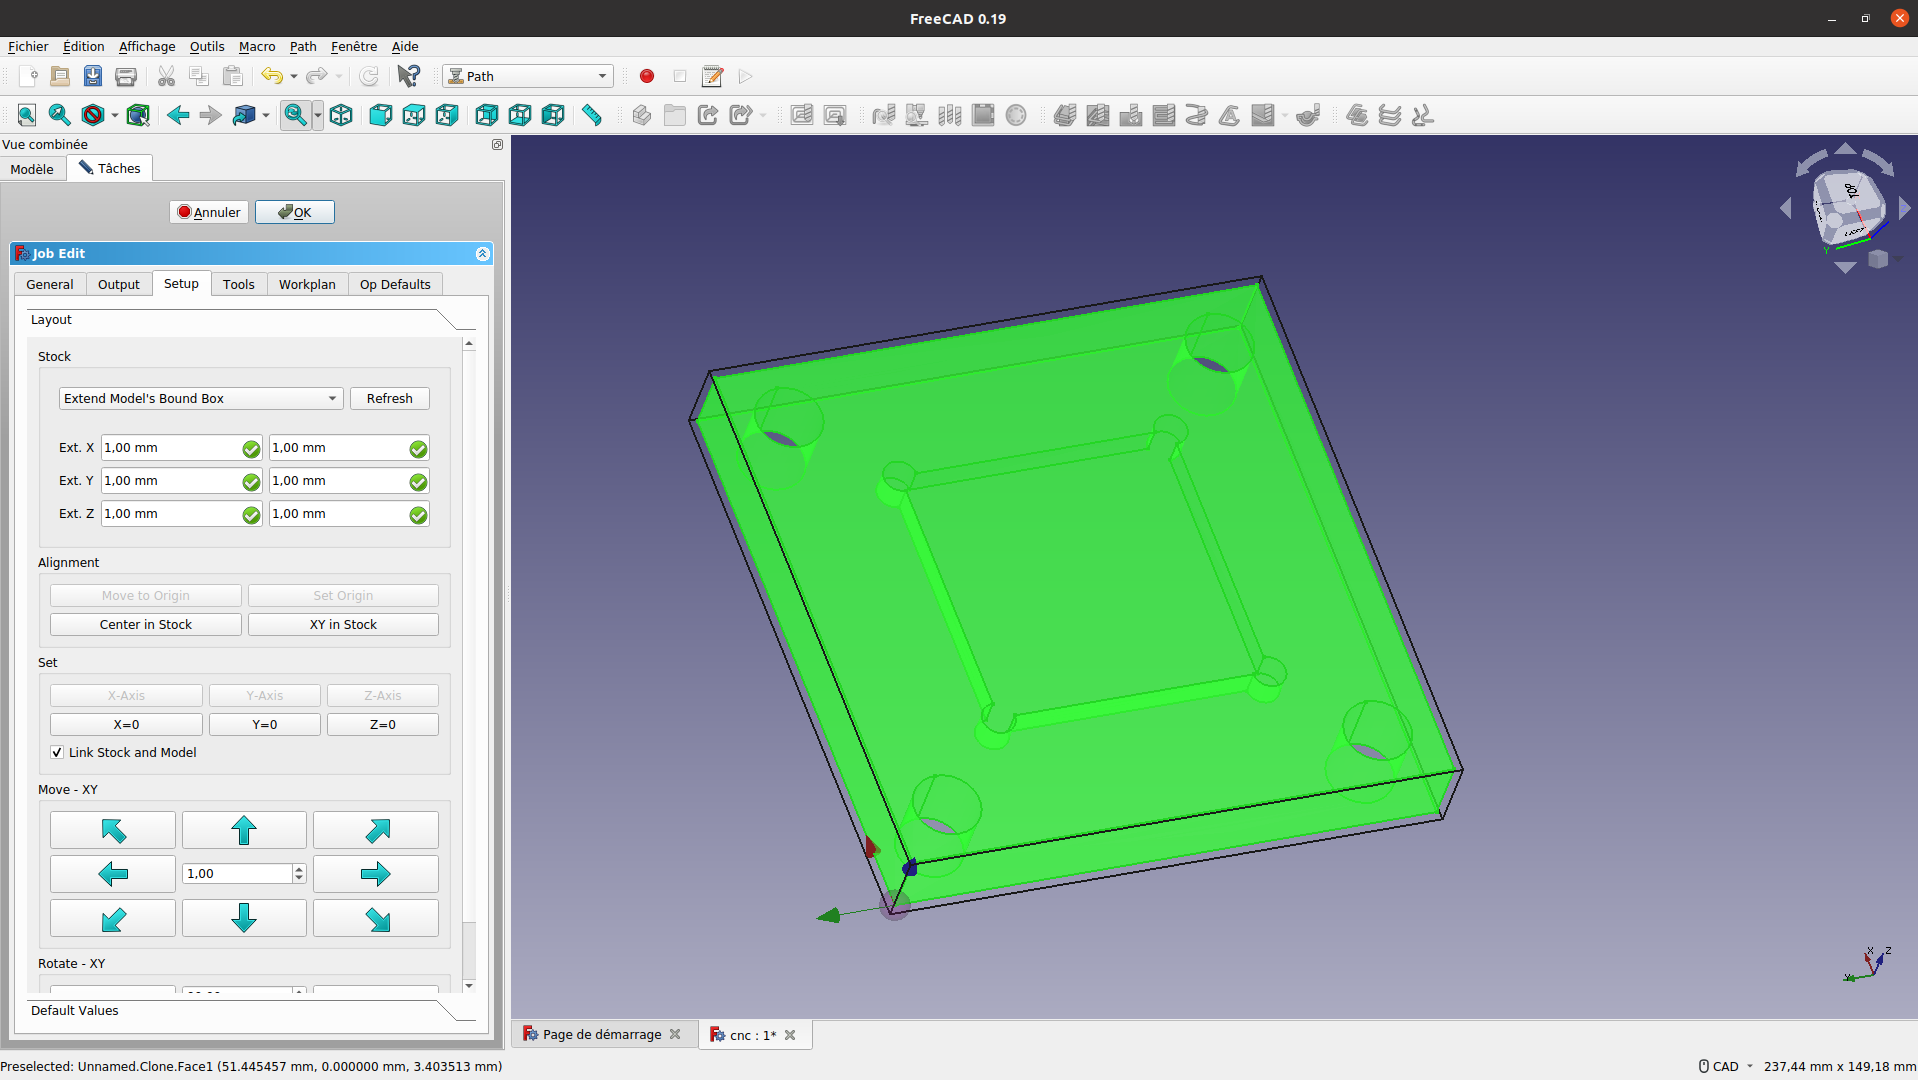 FreeCAD 0.19
Fichier Édition Affichage Outils Macro Path Fenêtre Aide
Path
Vue combinée
Modèle Tâches
Annuler OK
Job Edit
General Output Setup Tools Workplan Op Defaults
Layout
Stock
Extend Model's Bound Box Refresh
Ext. X 1,00 mm 1,00 mm
Ext. Y 1,00 mm 1,00 mm
Ext. Z 1,00 mm 1,00 mm
Alignment
Move to Origin Set Origin
Center in Stock XY in Stock
Set
X-Axis Y-Axis Z-Axis
X=0 Y=0 Z=0
Link Stock and Model
Move - XY
1,00
Rotate - XY
Default Values
Y
X Z
Y
Page de démarrage cnc : 1*
Preselected: Unnamed.Clone.Face1 (51.445457 mm, 0.000000 mm, 3.403513 mm)
CAD 237,44 mm x 149,18 mm